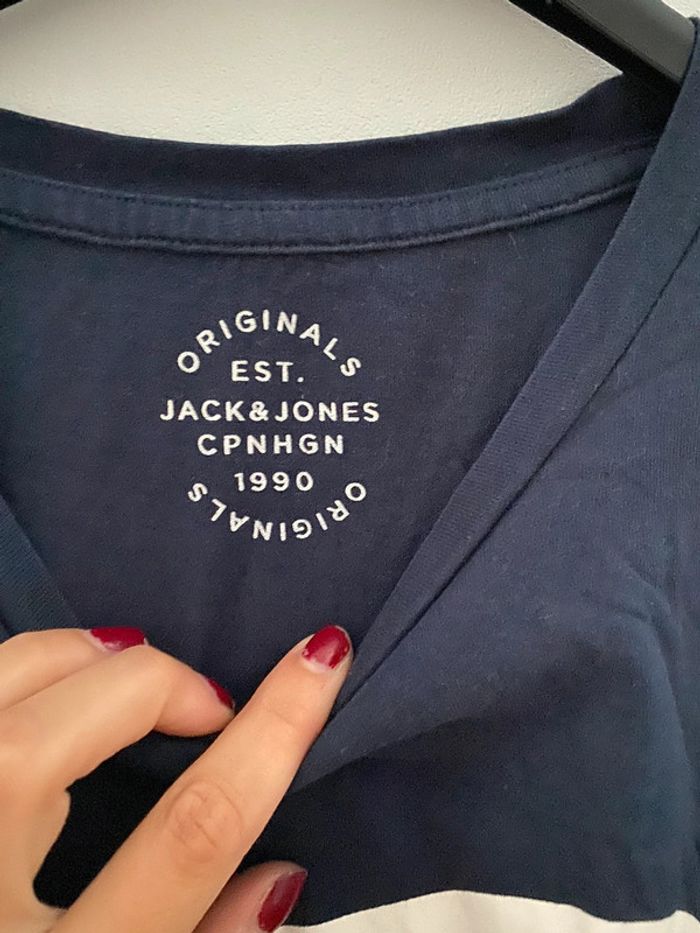 ORIGINALS
EST.
JACK&JONES
CPNHGN
1990
ORIGINALS